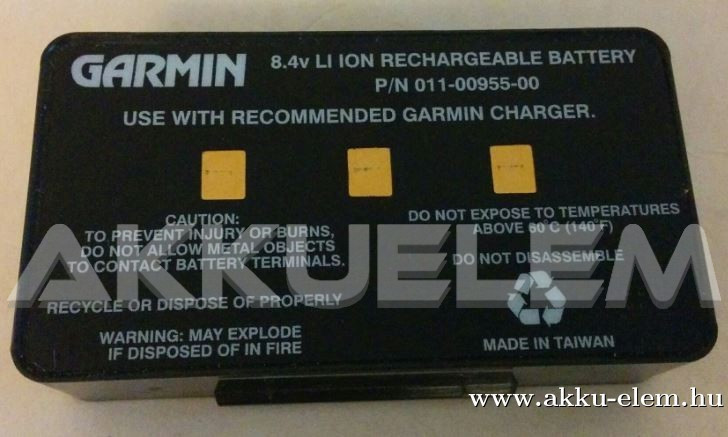 GARMIN
8.4v LI ION RECHARGEABLE BATTERY
P/N 011-00955-00
USE WITH RECOMMENDED GARMIN CHARGER.
CAUTION:
TO PREVENT INJURY OR BURNS,
DO NOT ALLOW METAL OBJECTS
TO CONTACT BATTERY TERMINALS.
DO NOT EXPOSE TO TEMPERATURES
ABOVE 60°C (140°F)
DO NOT DISASSEMBLE
AKKUELEM
RECYCLE OR DISPOSE OF PROPERLY
WARNING: MAY EXPLODE
IF DISPOSED OF IN FIRE
MADE IN TAIWAN
www.akku-elem.hu